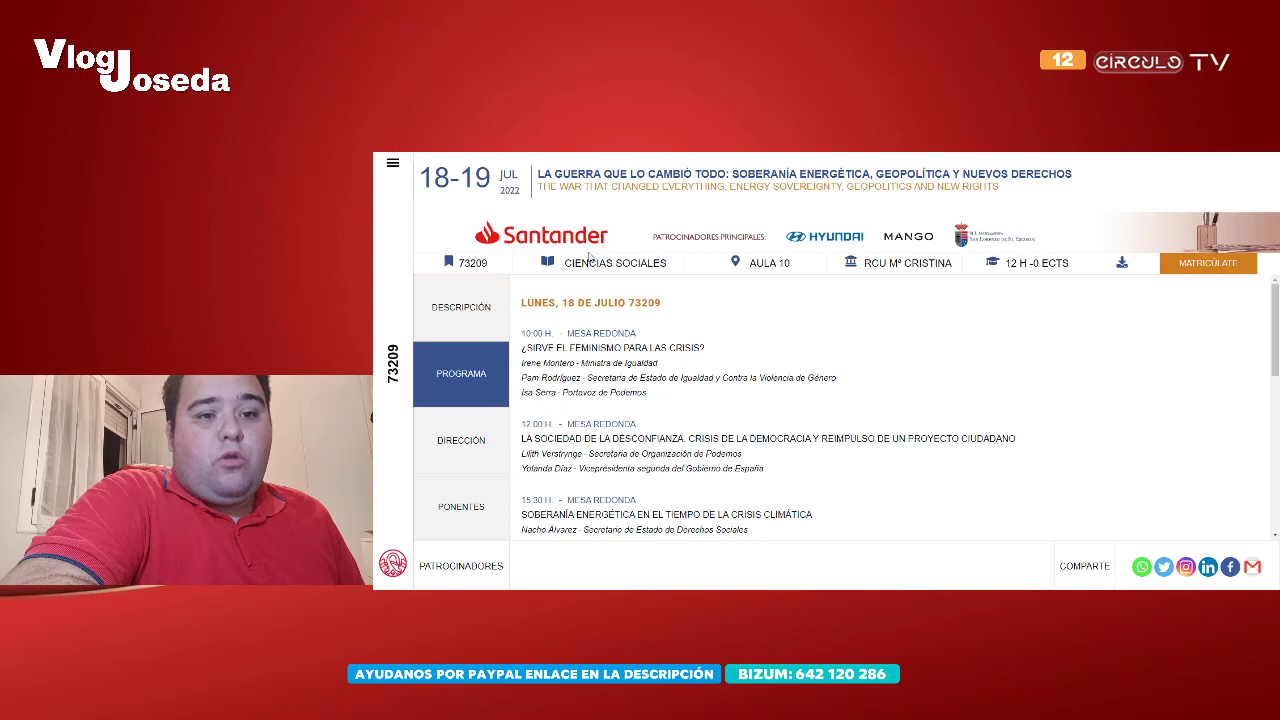 Vlog
Joseda
12 CÍRCULO TV
18-19 JUL
2022
LA GUERRA QUE LO CAMBIÓ TODO: SOBERANÍA ENERGÉTICA, GEOPOLÍTICA Y NUEVOS DERECHOS
THE WAR THAT CHANGED EVERYTHING. ENERGY SOVEREIGNTY, GEOPOLITICS AND NEW RIGHTS
Santander PATROCINADORES PRINCIPALES: HYUNDAI MANGO
SAN LORENZO DE EL ESCORIAL
73209 CIENCIAS SOCIALES AULA 10 RCU Mª CRISTINA 12 H -0 ECTS MATRICÚLATE
73209
DESCRIPCIÓN
PROGRAMA
DIRECCIÓN
PONENTES
LUNES, 18 DE JULIO 73209
10:00 H. - MESA REDONDA
¿SIRVE EL FEMINISMO PARA LAS CRISIS?
Irene Montero - Ministra de Igualdad
Pam Rodríguez - Secretaria de Estado de Igualdad y Contra la Violencia de Género
Isa Serra - Portavoz de Podemos
12:00 H. - MESA REDONDA
LA SOCIEDAD DE LA DESCONFIANZA. CRISIS DE LA DEMOCRACIA Y REIMPULSO DE UN PROYECTO CIUDADANO
Lilith Verstrynge - Secretaria de Organización de Podemos
Yolanda Díaz - Vicepresidenta segunda del Gobierno de España
15:30 H. - MESA REDONDA
SOBERANÍA ENERGÉTICA EN EL TIEMPO DE LA CRISIS CLIMÁTICA
Nacho Álvarez - Secretario de Estado de Derechos Sociales
PATROCINADORES
COMPARTE
AYUDANOS POR PAYPAL ENLACE EN LA DESCRIPCIÓN BIZUM: 642 120 286